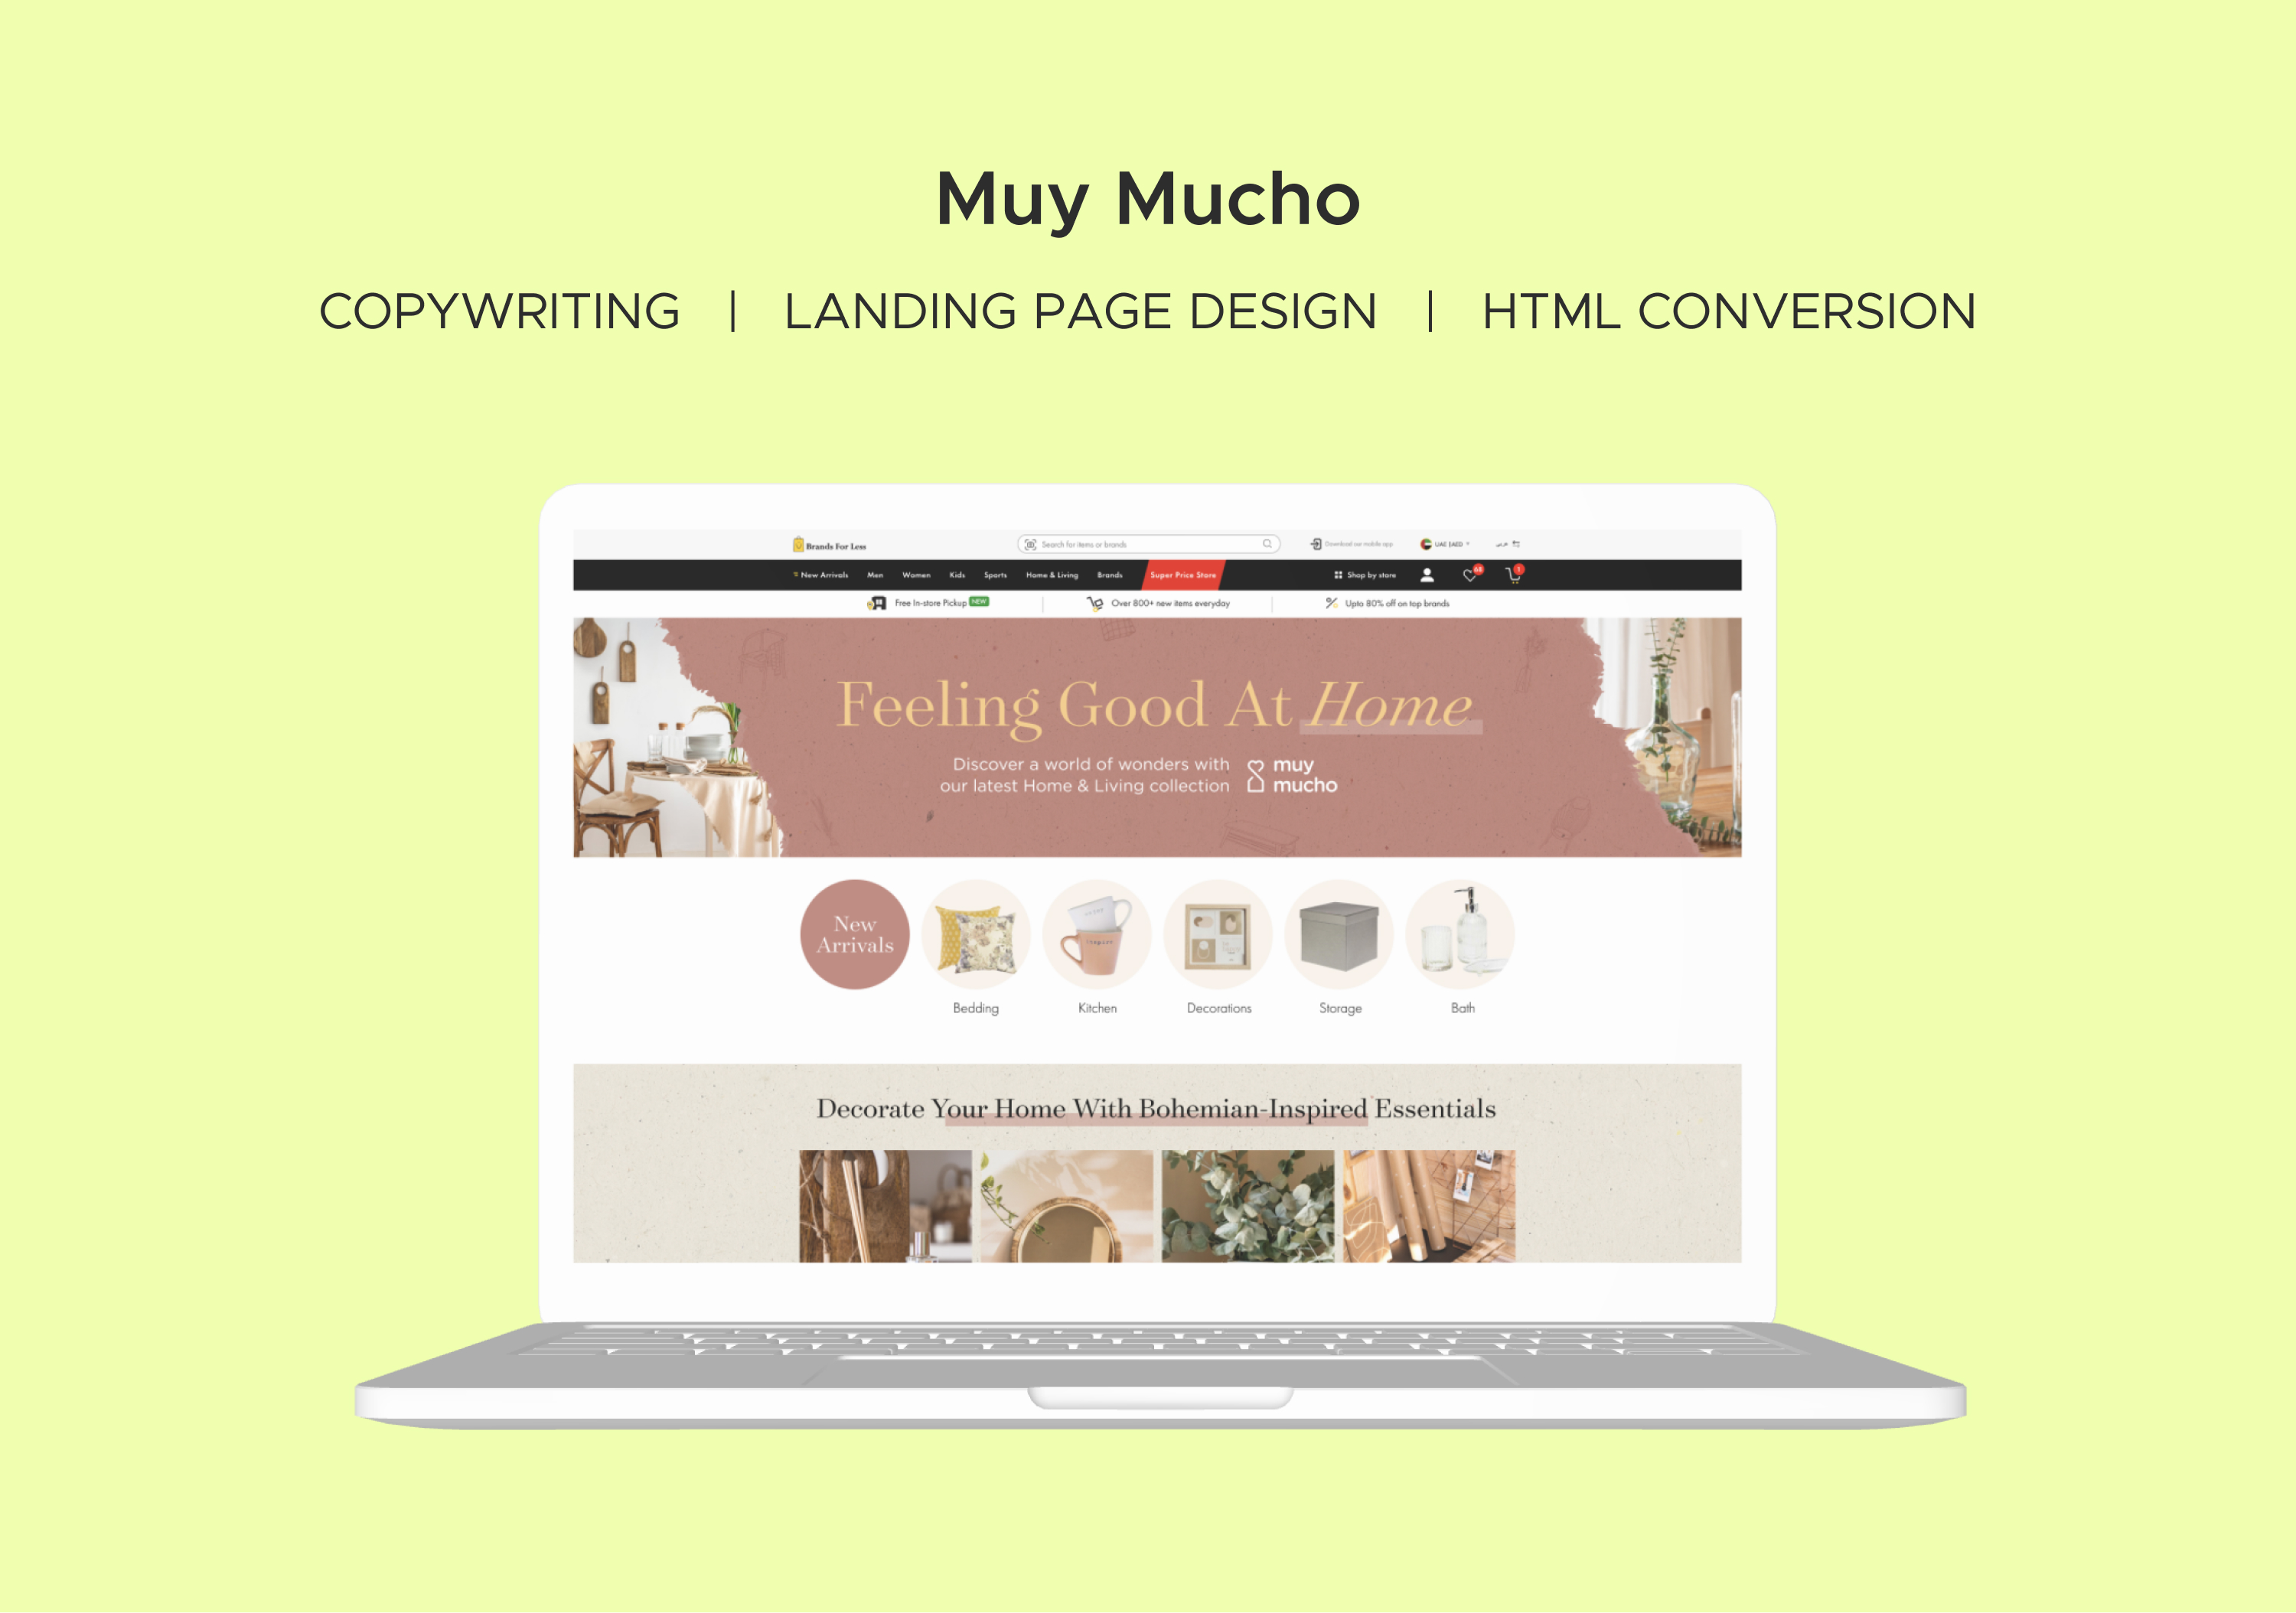 Muy Mucho
COPYWRITING | LANDING PAGE DESIGN | HTML CONVERSION
Brands For Less
Search for items or brands
Download our mobile app
UAE (AED)
عربي
New Arrivals Men Women Kids Sports Home & Living Brands Super Price Store Shop by store 68 1
Free In-store Pickup NEW
Over 800+ new items everyday
Upto 80% off on top brands
Feeling Good At Home
Discover a world of wonders with
our latest Home & Living collection
muy
mucho
New
Arrivals
inspire
Bedding
Kitchen
Decorations
Storage
Bath
Decorate Your Home With Bohemian-Inspired Essentials